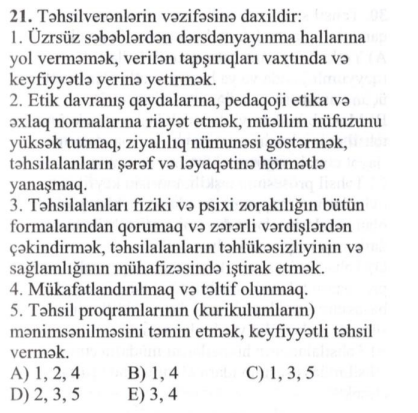 21. Təhsilverənlərin vəzifəsinə daxildir:
1. Üzrsüz səbəblərdən dərsdənyayınma hallarına
yol verməmək, verilən tapşırıqları vaxtında və
keyfiyyətlə yerinə yetirmək.
2. Etik davranış qaydalarına, pedaqoji etika və
əxlaq normalarına riayət etmək, müəllim nüfuzunu
yüksək tutmaq, ziyalılıq nümunəsi göstərmək,
təhsilalanların şərəf və ləyaqətinə hörmətlə
yanaşmaq.
3. Təhsilalanları fiziki və psixi zorakılığın bütün
formalarından qorumaq və zərərli vərdişlərdən
çəkindirmək, təhsilalanların təhlükəsizliyinin və
sağlamlığının mühafizəsində iştirak etmək.
4. Mükafatlandırılmaq və təltif olunmaq.
5. Təhsil proqramlarının (kurikulumların)
mənimsənilməsini təmin etmək, keyfiyyətli təhsil
vermək.
A) 1, 2, 4 B) 1, 4 C) 1, 3, 5
D) 2, 3, 5 E) 3, 4